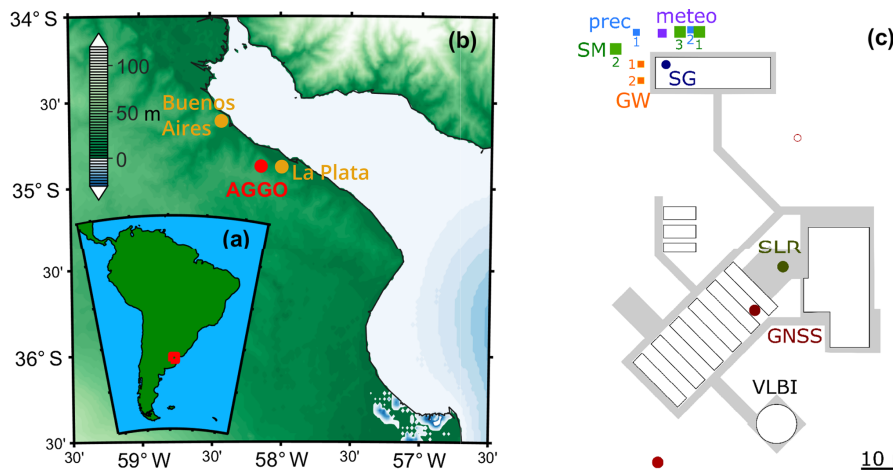 34° S
30'
35° S
30'
36° S
30'
30'
59° W
30'
58° W
30'
57° W
30'
100
50 m
0
(b)
Buenos
Aires
La Plata
AGGO
(a)
(c)
prec
1
meteo
3
2
1
SM
2
1
2
GW
SG
SLR
GNSS
VLBI
10